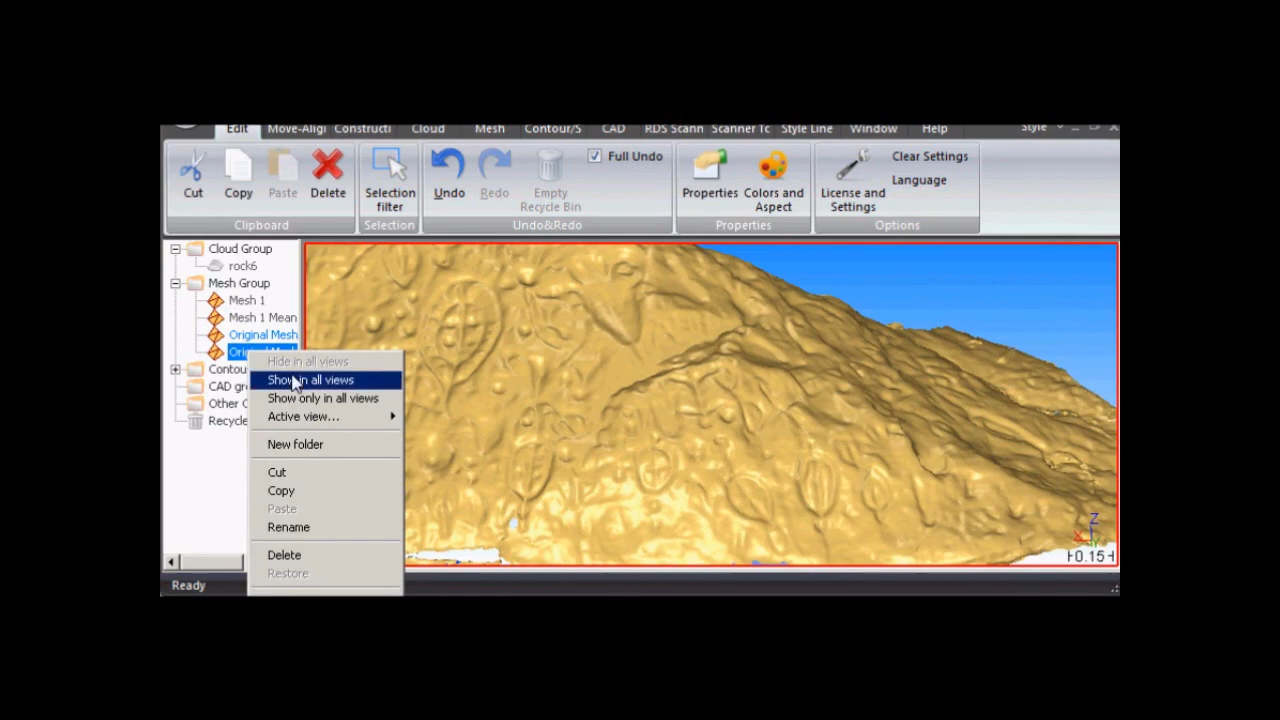 Edit Move-Alig Constructi Cloud Mesh Contour/S CAD RDS Scann Scanner Tc Style Line Window Help Style
Cut Copy Paste Delete Selection filter Undo Redo Empty Recycle Bin Full Undo Properties Colors and Aspect License and Settings Clear Settings Language
Clipboard Selection Undo&Redo Properties Options
Cloud Group
rock6
Mesh Group
Mesh 1
Mesh 1 Mean
Original Mesh
Contou
CAD gr
Other
Recycle
Hide in all views
Show in all views
Show only in all views
Active view...
New folder
Cut
Copy
Paste
Rename
Delete
Restore
Z
X
Y
0.15
Ready